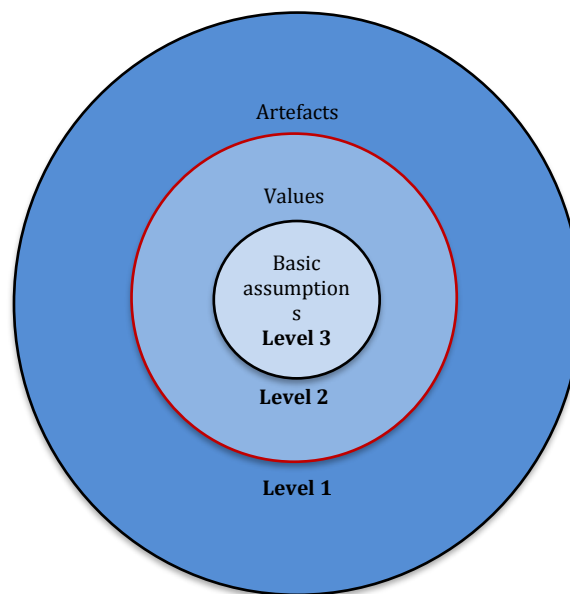 Artefacts
Values
Basic
assumption
s
Level 3
Level 2
Level 1